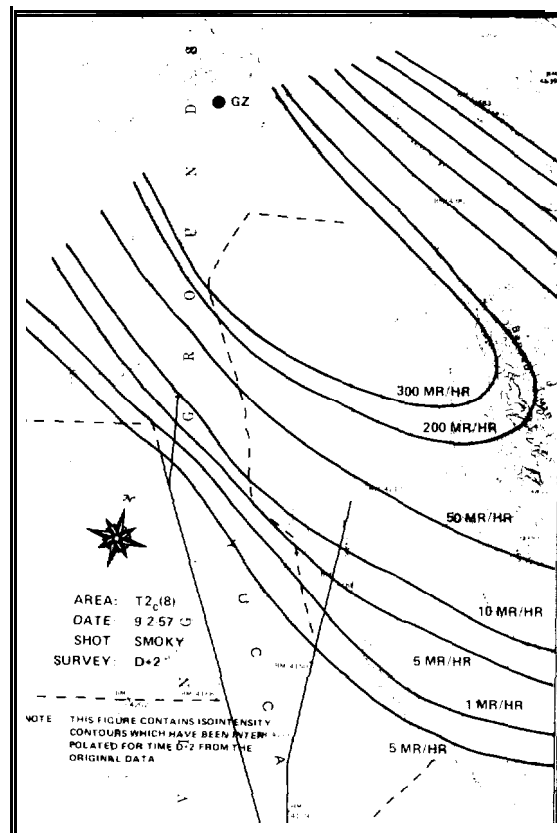 GZ
300 MR/HR
200 MR/HR
50 MR/HR
10 MR/HR
5 MR/HR
1 MR/HR
5 MR/HR
G R O U N D 8
Y U C C A
N
AREA: T2c(8)
DATE 9 2 57
SHOT SMOKY
SURVEY: D+2
NOTE THIS FIGURE CONTAINS ISOINTENSITY
CONTOURS WHICH HAVE BEEN INTER
POLATED FOR TIME D+2 FROM THE
ORIGINAL DATA